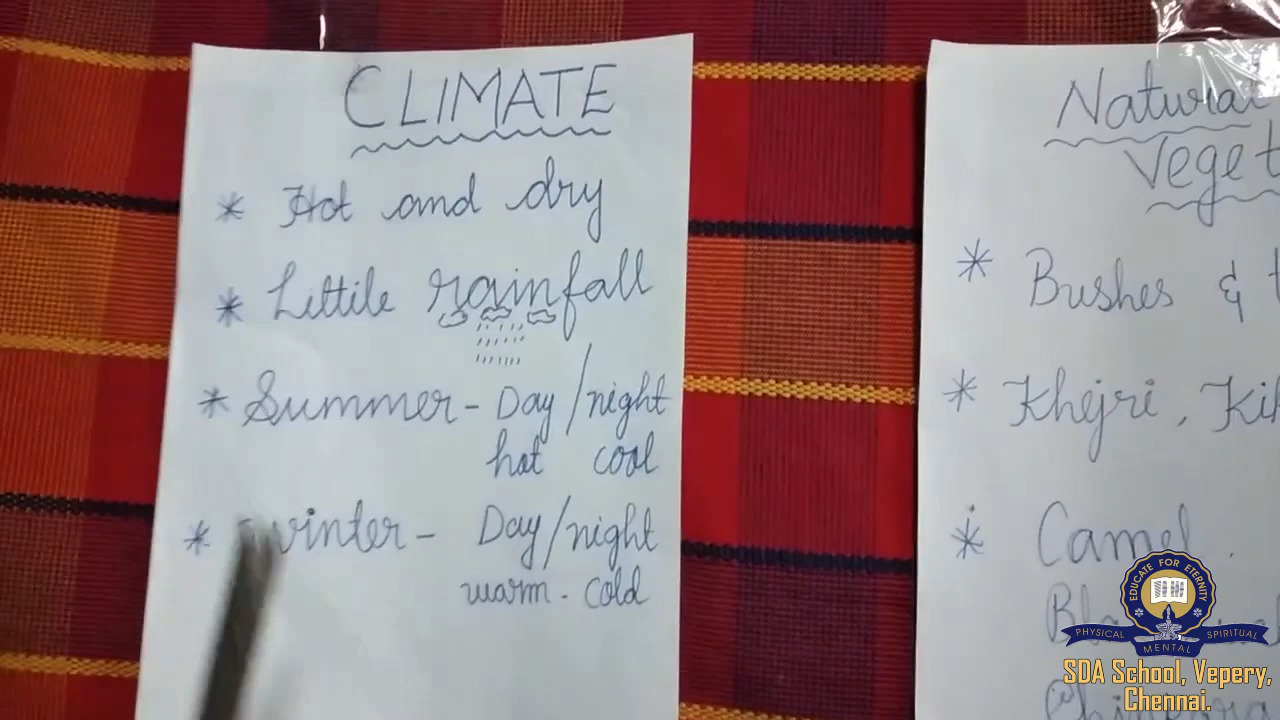 CLIMATE
* Hot and dry
* Littile rainfall
* Summer - Day / night
hot cool
* winter - Day / night
warm - cold
Natural
Veget
* Bushes &
* Khejri,
* Camel.
EDUCATE FOR ETERNITY
PHYSICAL
MENTAL
SPIRITUAL
SDA School, Vepery,
Chennai.